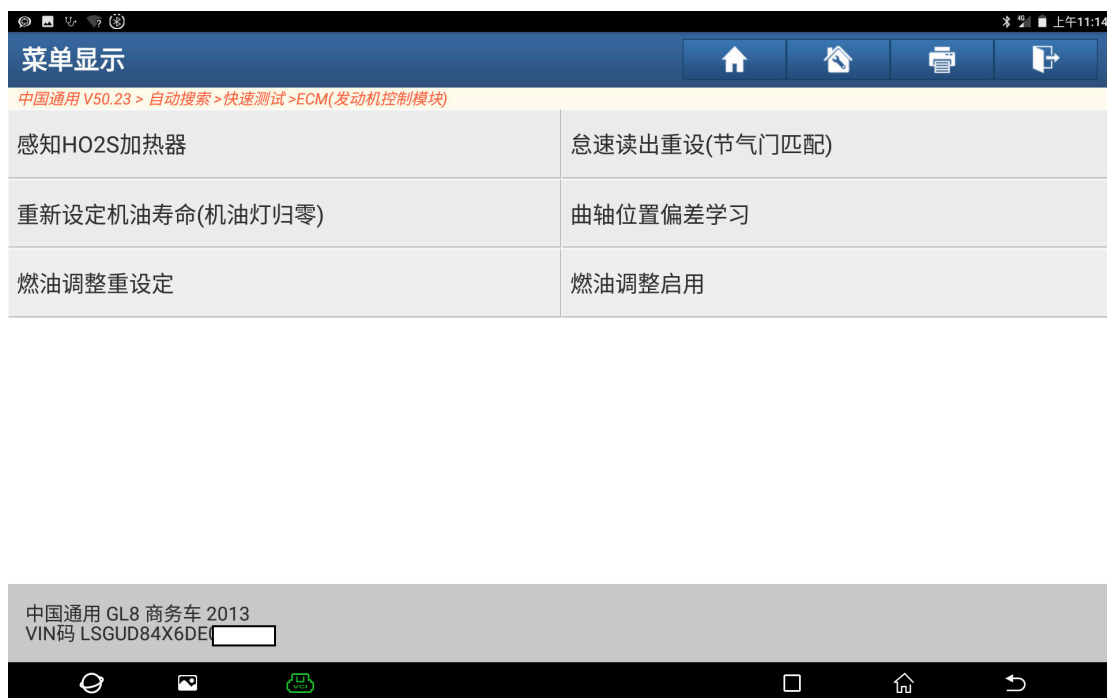 上午11:14
菜单显示
中国通用 V50.23 > 自动搜索 >快速测试 >ECM(发动机控制模块)
感知HO2S加热器
怠速读出重设(节气门匹配)
重新设定机油寿命(机油灯归零)
曲轴位置偏差学习
燃油调整重设定
燃油调整启用
中国通用 GL8 商务车 2013
VIN码 LSGUD84X6DE
VCI